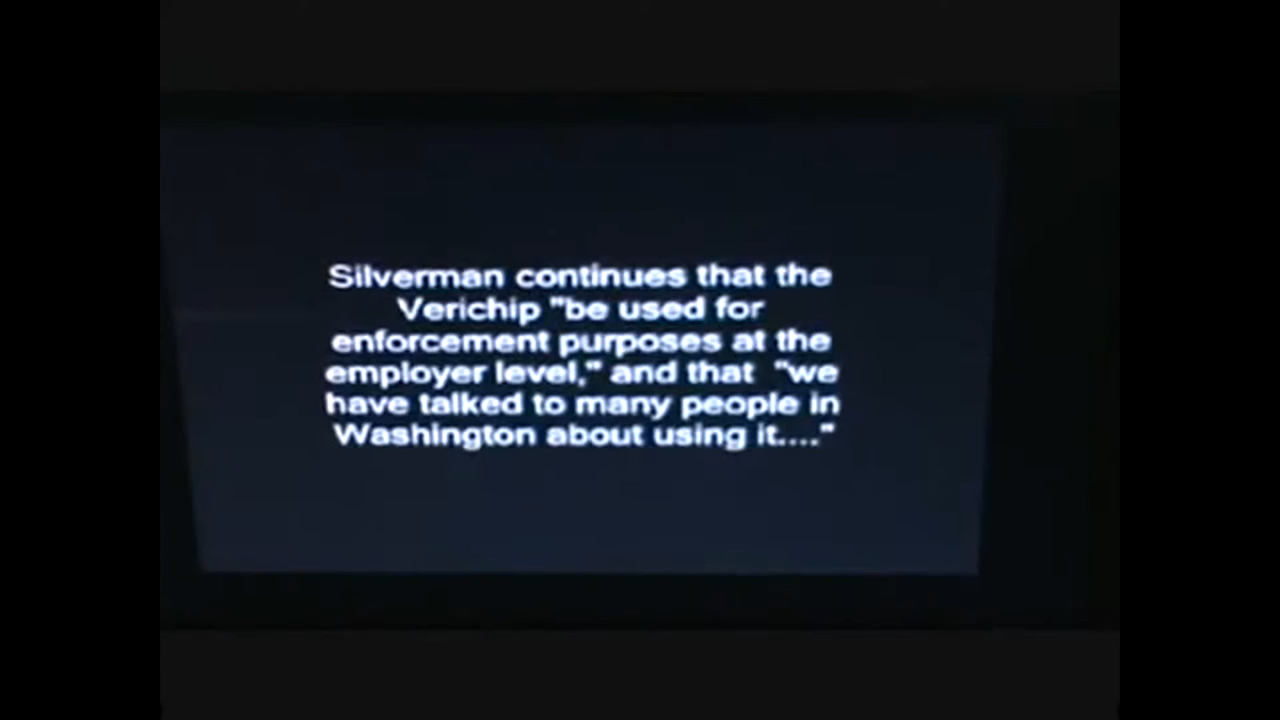 Silverman continues that the
Verichip "be used for
enforcement purposes at the
employer level," and that "we
have talked to many people in
Washington about using it...."